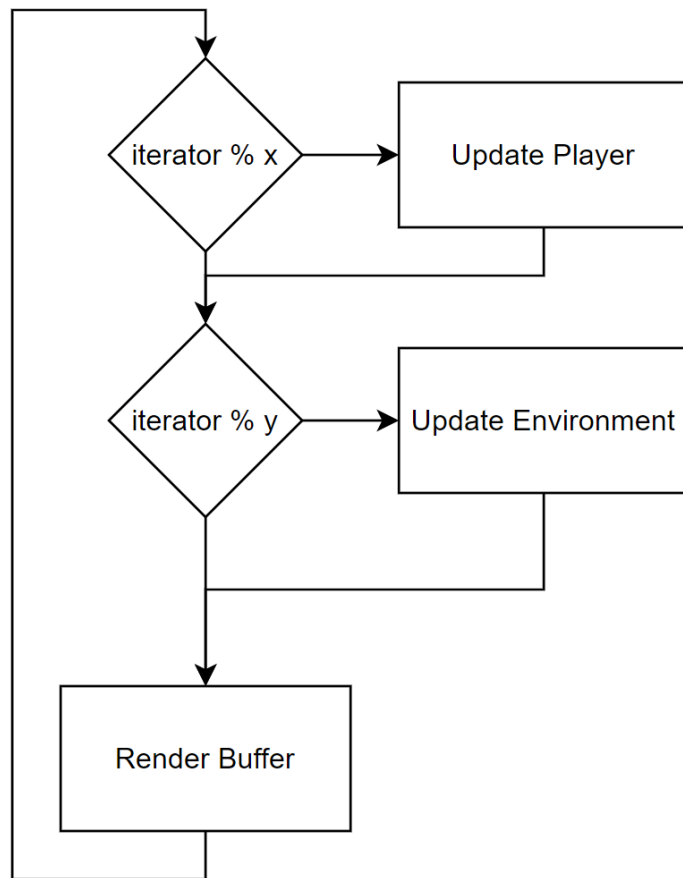 iterator % x
Update Player
iterator % y
Update Environment
Render Buffer